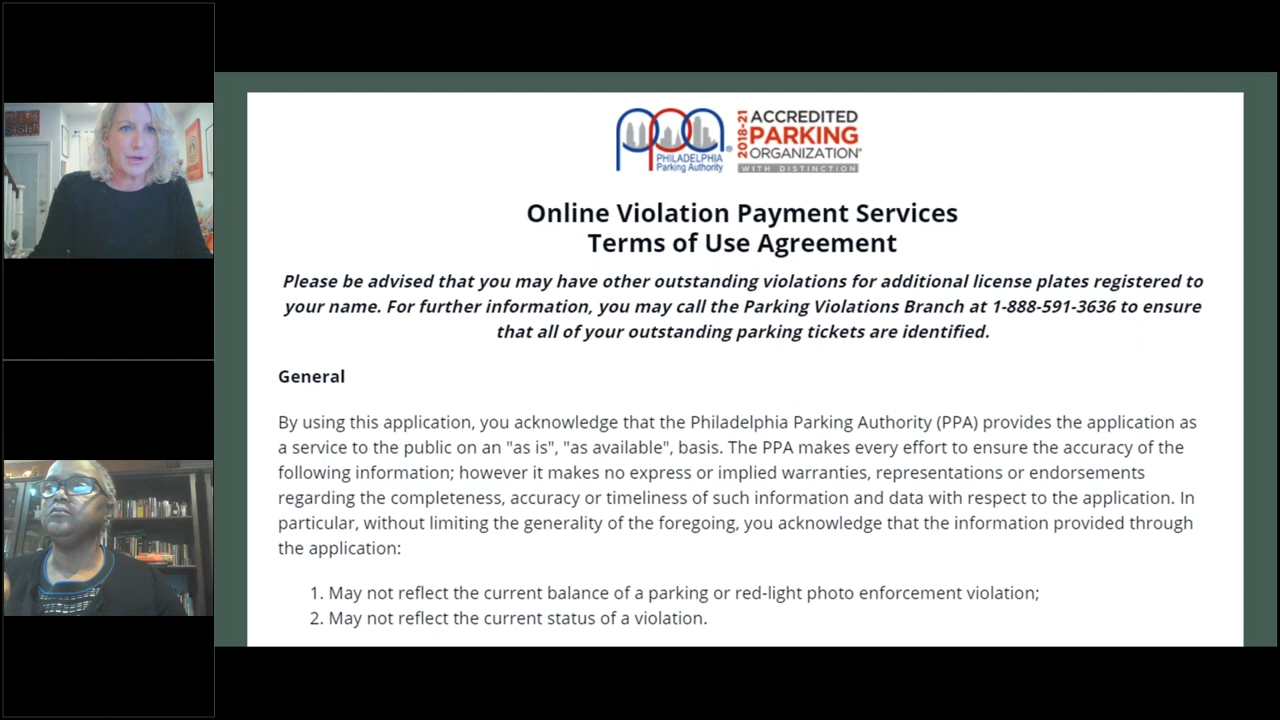 ppa
PHILADELPHIA
Parking Authority
2018-21
ACCREDITED
PARKING
ORGANIZATION
WITH DISTINCTION
Online Violation Payment Services
Terms of Use Agreement
Please be advised that you may have other outstanding violations for additional license plates registered to
your name. For further information, you may call the Parking Violations Branch at 1-888-591-3636 to ensure
that all of your outstanding parking tickets are identified.
General
By using this application, you acknowledge that the Philadelphia Parking Authority (PPA) provides the application as
a service to the public on an "as is", "as available", basis. The PPA makes every effort to ensure the accuracy of the
following information; however it makes no express or implied warranties, representations or endorsements
regarding the completeness, accuracy or timeliness of such information and data with respect to the application. In
particular, without limiting the generality of the foregoing, you acknowledge that the information provided through
the application:
1. May not reflect the current balance of a parking or red-light photo enforcement violation;
2. May not reflect the current status of a violation.